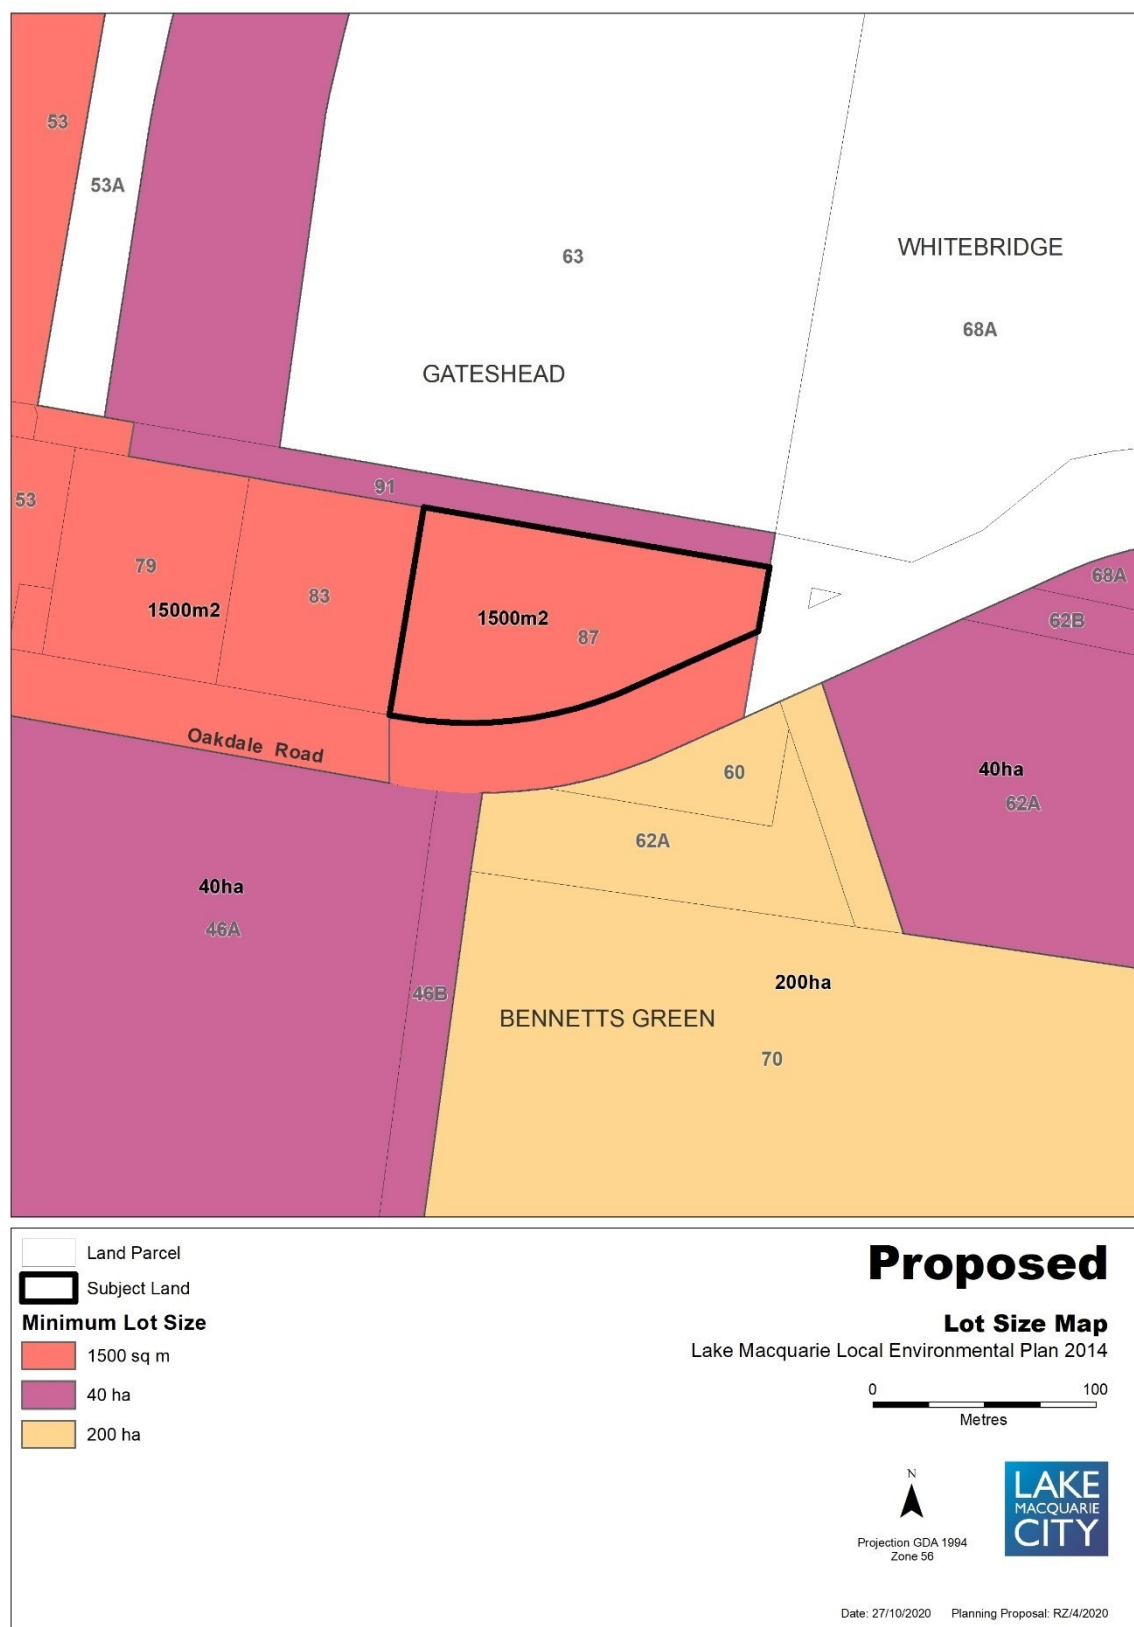 53
53A
63
WHITEBRIDGE
68A
GATESHEAD
91
53
79
1500m2
83
1500m2
87
68A
62B
Oakdale Road
60
40ha
62A
62A
40ha
46A
46B
200ha
BENNETTS GREEN
70
Land Parcel
Subject Land
Minimum Lot Size
1500 sq m
40 ha
200 ha
Proposed
Lot Size Map
Lake Macquarie Local Environmental Plan 2014
0 100
Metres
N
Projection GDA 1994
Zone 56
LAKE
MACQUARIE
CITY
Date: 27/10/2020 Planning Proposal: RZ/4/2020